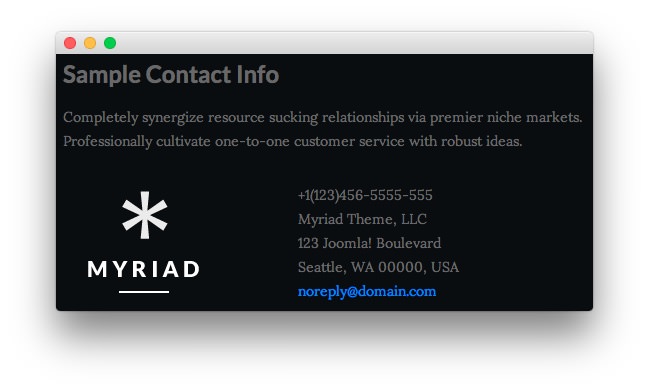 Sample Contact Info
Completely synergize resource sucking relationships via premier niche markets.
Professionally cultivate one-to-one customer service with robust ideas.
MYRIAD
+1(123)456-5555-555
Myriad Theme, LLC
123 Joomla! Boulevard
Seattle, WA 00000, USA
noreply@domain.com